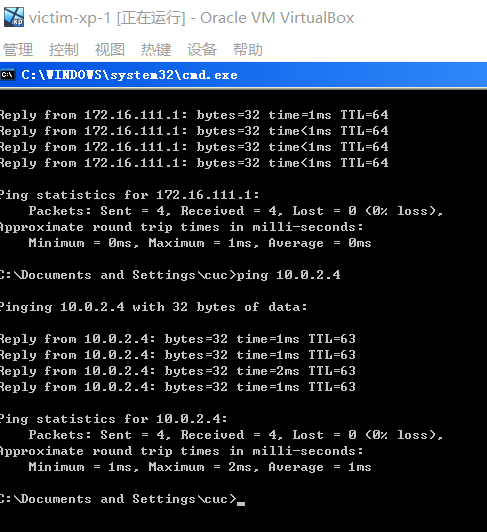 victim-xp-1 [正在运行] - Oracle VM VirtualBox
管理 控制 视图 热键 设备 帮助
C:\WINDOWS\system32\cmd.exe
Reply from 172.16.111.1: bytes=32 time=1ms TTL=64
Reply from 172.16.111.1: bytes=32 time<1ms TTL=64
Reply from 172.16.111.1: bytes=32 time<1ms TTL=64
Reply from 172.16.111.1: bytes=32 time<1ms TTL=64
Ping statistics for 172.16.111.1:
Packets: Sent = 4, Received = 4, Lost = 0 (0% loss),
Approximate round trip times in milli-seconds:
Minimum = 0ms, Maximum = 1ms, Average = 0ms
C:\Documents and Settings\cuc>ping 10.0.2.4
Pinging 10.0.2.4 with 32 bytes of data:
Reply from 10.0.2.4: bytes=32 time=1ms TTL=63
Reply from 10.0.2.4: bytes=32 time=1ms TTL=63
Reply from 10.0.2.4: bytes=32 time=2ms TTL=63
Reply from 10.0.2.4: bytes=32 time=1ms TTL=63
Ping statistics for 10.0.2.4:
Packets: Sent = 4, Received = 4, Lost = 0 (0% loss),
Approximate round trip times in milli-seconds:
Minimum = 1ms, Maximum = 2ms, Average = 1ms
C:\Documents and Settings\cuc>_